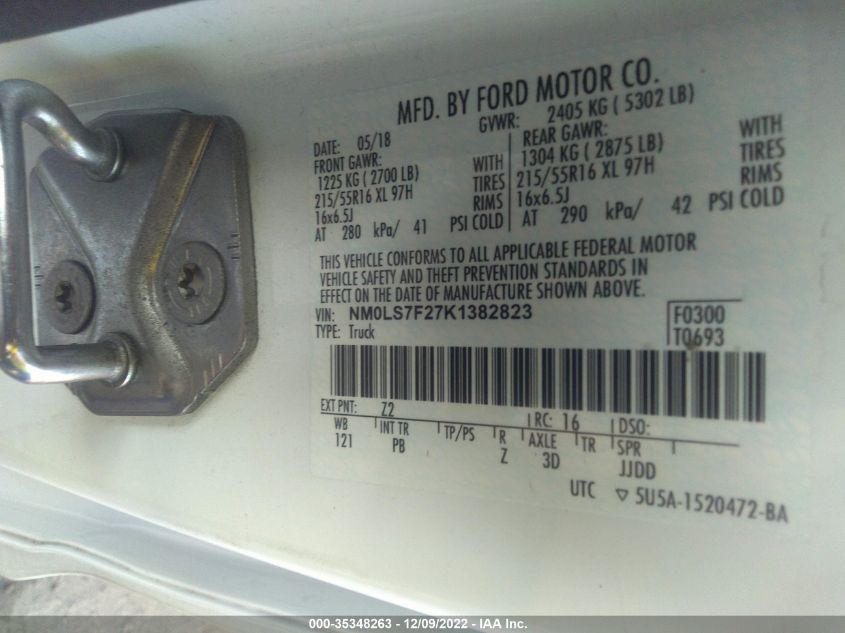 MFD. BY FORD MOTOR CO.
DATE: 05/18 GVWR: 2405 KG ( 5302 LB)
FRONT GAWR: REAR GAWR:
1225 KG ( 2700 LB) WITH 1304 KG ( 2875 LB) WITH
215/55R16 XL 97H TIRES 215/55R16 XL 97H TIRES
16x6.5J RIMS 16x6.5J RIMS
AT 280 kPa/ 41 PSI COLD AT 290 kPa/ 42 PSI COLD
THIS VEHICLE CONFORMS TO ALL APPLICABLE FEDERAL MOTOR
VEHICLE SAFETY AND THEFT PREVENTION STANDARDS IN
EFFECT ON THE DATE OF MANUFACTURE SHOWN ABOVE.
VIN: NM0LS7F27K1382823 F0300
TYPE: Truck T0693
EXT PNT: Z2 RC: 16 DSO:
WB INT TR TP/PS R AXLE TR SPR
121 PB Z 3D JJDD
UTC ▽ 5U5A-1520472-BA
000-35348263 - 12/09/2022 - IAA Inc.